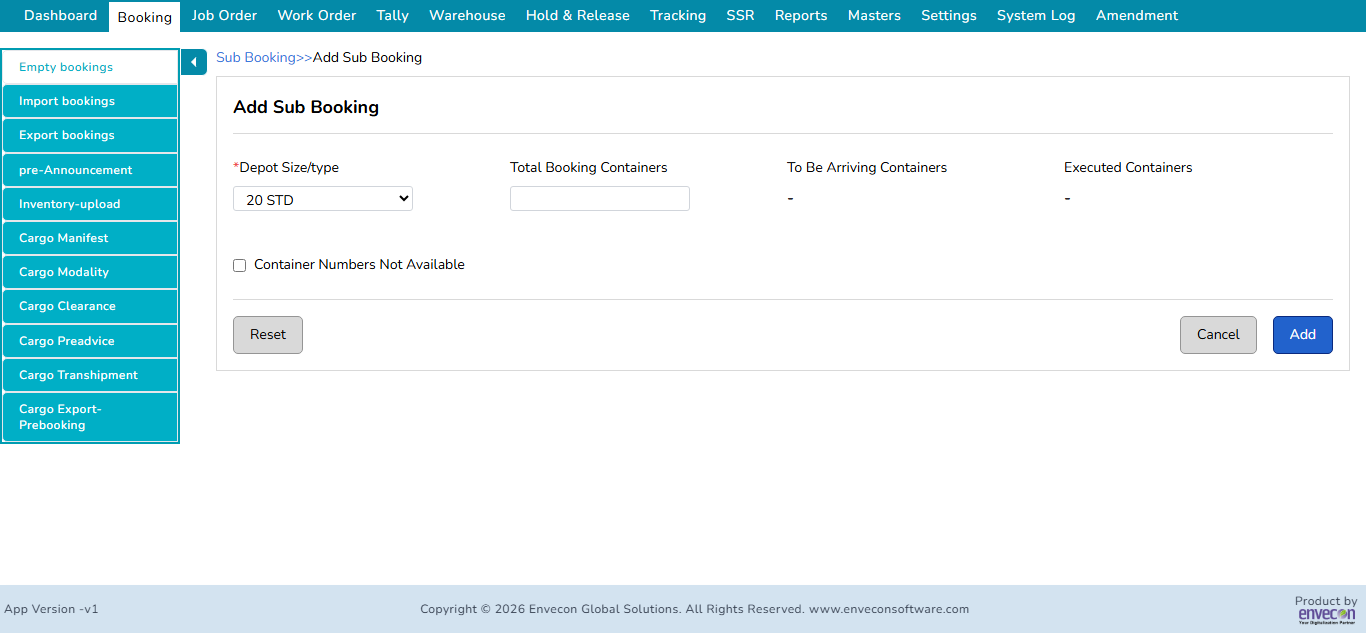 Dashboard Booking Job Order Work Order Tally Warehouse Hold & Release Tracking SSR Reports Masters Settings System Log Amendment
Empty bookings
Import bookings
Export bookings
pre-Announcement
Inventory-upload
Cargo Manifest
Cargo Modality
Cargo Clearance
Cargo Preadvice
Cargo Transhipment
Cargo Export-
Prebooking
Sub Booking>>Add Sub Booking
Add Sub Booking
*Depot Size/type Total Booking Containers To Be Arriving Containers Executed Containers
20 STD - -
Container Numbers Not Available
Reset Cancel Add
App Version -v1 Copyright © 2026 Envecon Global Solutions. All Rights Reserved. www.enveconsoftware.com Product by
envecon
Your Digitalization Partner